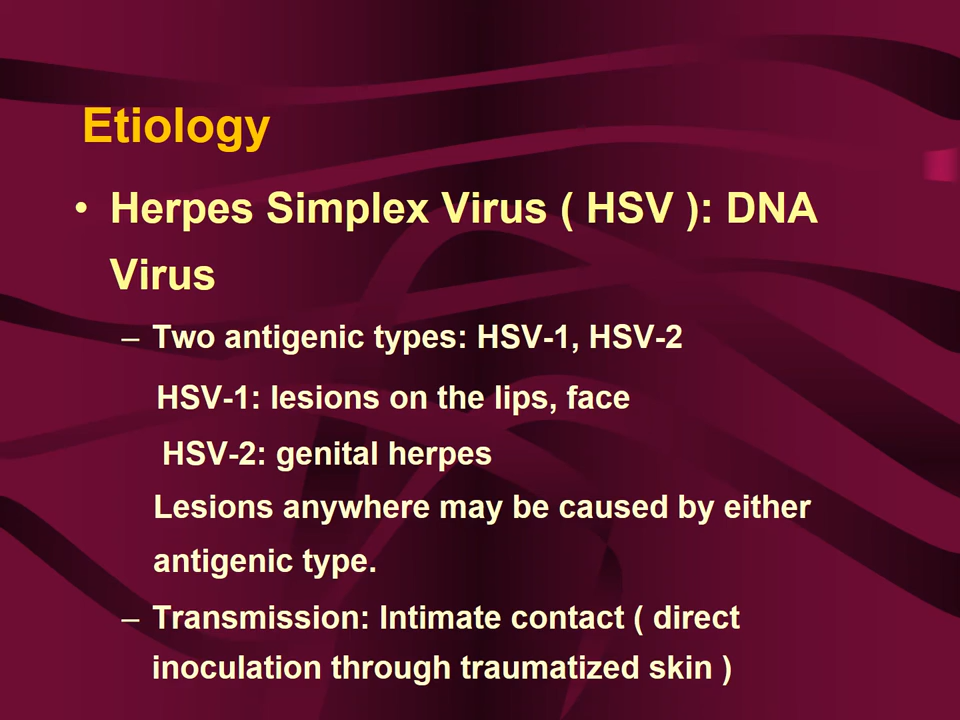 Etiology
• Herpes Simplex Virus ( HSV ): DNA
Virus
– Two antigenic types: HSV-1, HSV-2
HSV-1: lesions on the lips, face
HSV-2: genital herpes
Lesions anywhere may be caused by either
antigenic type.
– Transmission: Intimate contact ( direct
inoculation through traumatized skin )